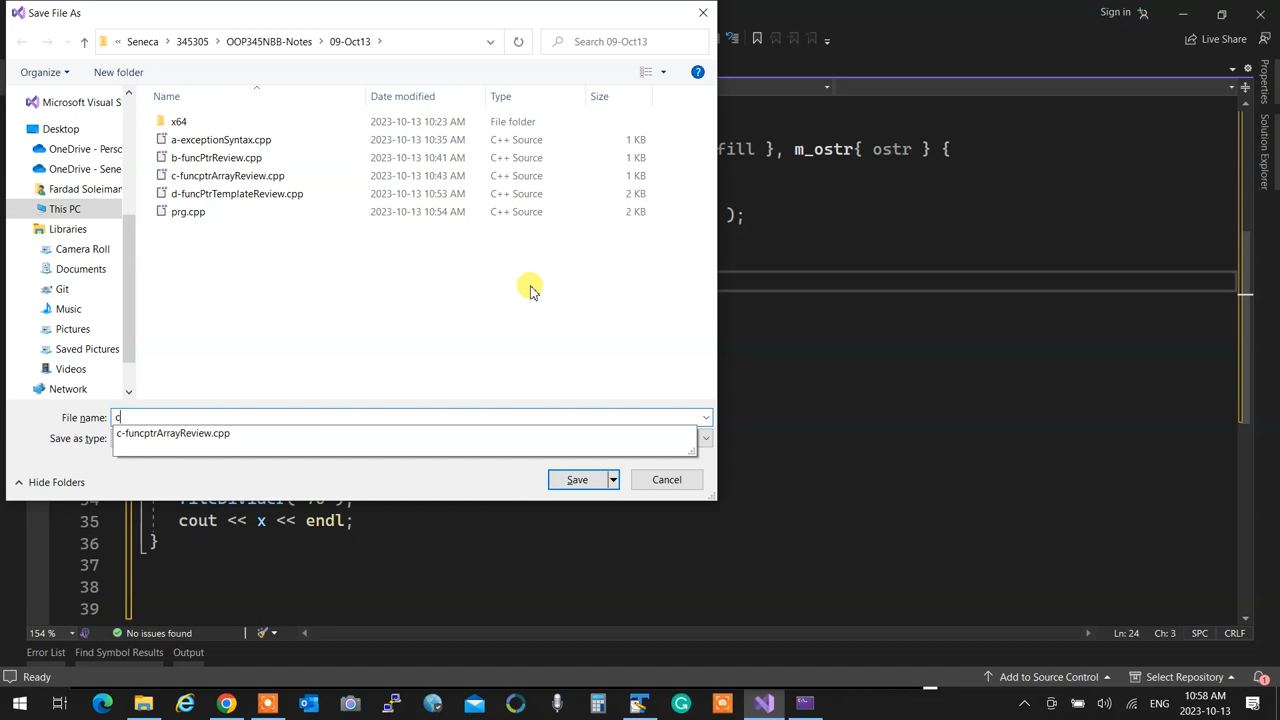 Save File As
Sign in
Seneca
345305
OOP345NBB-Notes
09-Oct13
Search 09-Oct13
Live Share
Organize
New folder
Name
Date modified
Type
Size
Microsoft Visual S
Desktop
OneDrive - Perso
OneDrive - Sene
Fardad Soleiman
This PC
Libraries
Camera Roll
Documents
Git
Music
Pictures
Saved Pictures
Videos
Network
x64 2023-10-13 10:23 AM File folder
a-exceptionSyntax.cpp 2023-10-13 10:35 AM C++ Source 1 KB
b-funcPtrReview.cpp 2023-10-13 10:41 AM C++ Source 1 KB
c-funcptrArrayReview.cpp 2023-10-13 10:43 AM C++ Source 1 KB
d-funcPtrTemplateReview.cpp 2023-10-13 10:53 AM C++ Source 2 KB
prg.cpp 2023-10-13 10:54 AM C++ Source 2 KB
fill }, m_ostr{ ostr } {
);
Properties
Solution Explorer
File name: c
c-funcptrArrayReview.cpp
Save as type:
Hide Folders
Save
Cancel
35 cout << x << endl;
36 }
37
38
39
154 %
No issues found
Ln: 24 Ch: 3 SPC CRLF
Error List Find Symbol Results Output
Ready
Add to Source Control
Select Repository
1
ENG
10:58 AM
2023-10-13